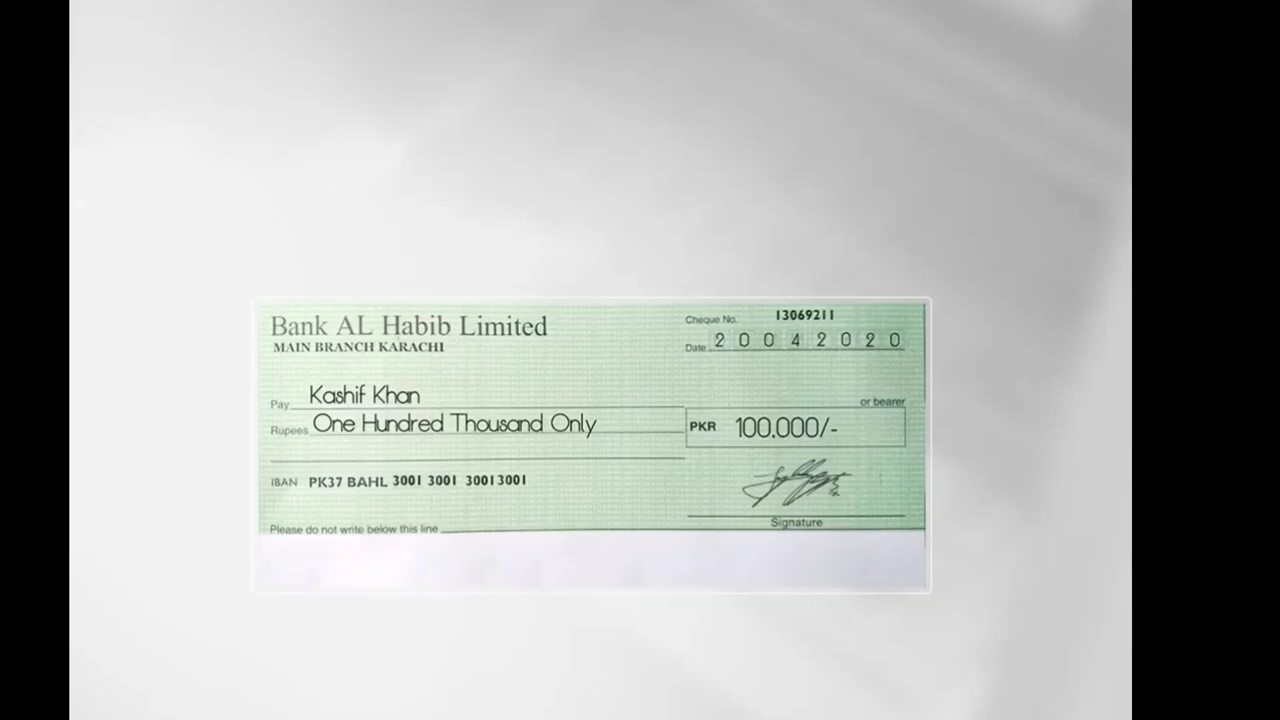 Bank AL Habib Limited
MAIN BRANCH KARACHI
Cheque No. 13069211
Date 2 0 0 4 2 0 2 0
Pay Kashif Khan
or bearer
Rupees One Hundred Thousand Only
PKR 100,000/-
IBAN PK37 BAHL 3001 3001 3001 3001
Signature
Please do not write below this line